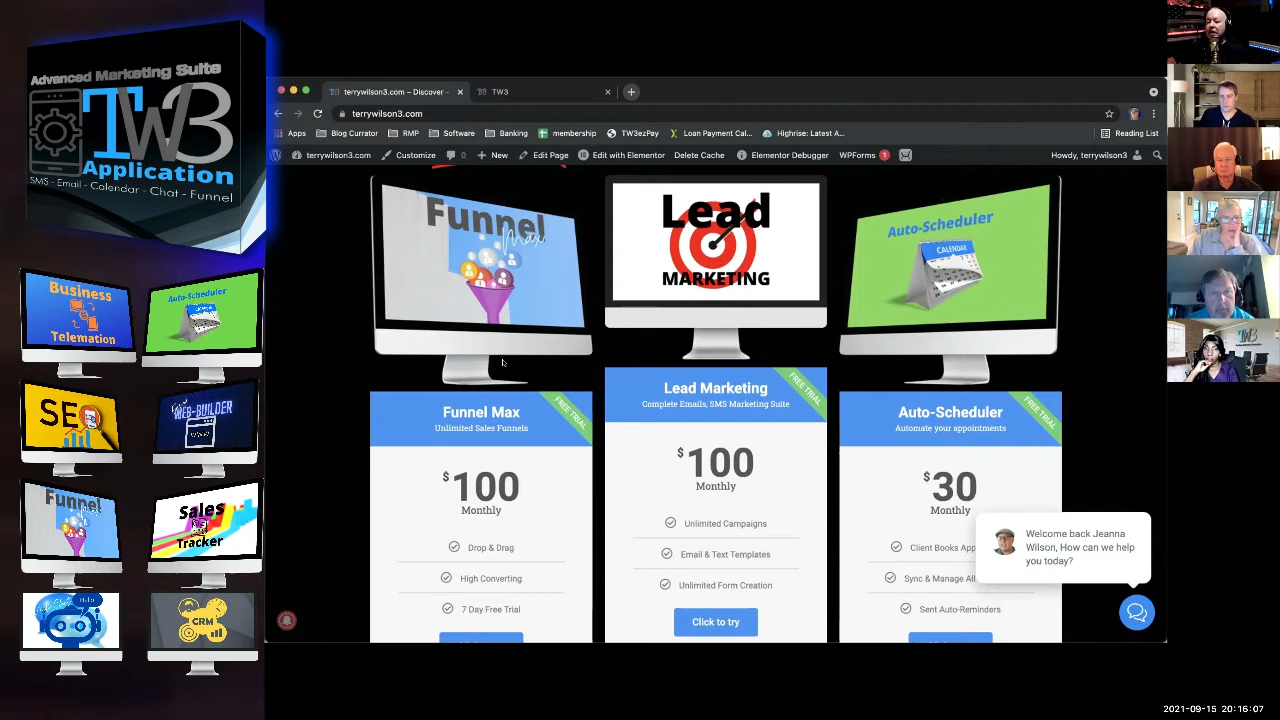 Advanced Marketing Suite
TW3
Application
SMS - Email - Calendar - Chat - Funnel
Business
Telemation
Auto-Scheduler
SEO
WEB-BUILDER
WWW
Funnel
Sales
Tracker
Help
CRM
terrywilson3.com – Discover -
TW3
terrywilson3.com
Apps
Blog Currator
RMP
Software
Banking
membership
TW3ezPay
Loan Payment Cal...
Highrise: Latest A...
Reading List
terrywilson3.com
Customize
0
New
Edit Page
Edit with Elementor
Delete Cache
Elementor Debgger
WPForms
1
Howdy, terrywilson3
Funnel
Max
Lead
MARKETING
Auto-Scheduler
CALENDAR
Funnel Max
Unlimited Sales Funnels
FREE TRIAL
$100
Monthly
Drop & Drag
High Converting
7 Day Free Trial
Lead Marketing
Complete Emails, SMS Marketing Suite
FREE TRIAL
$100
Monthly
Unlimited Campaigns
Email & Text Templates
Unlimited Form Creation
Click to try
Auto-Scheduler
Automate your appointments
FREE TRIAL
$30
Monthly
Client Books App
Sync & Manage All
Sent Auto-Reminders
Welcome back Jeanna
Wilson, How can we help
you today?
TW3
2021-09-15 20:16:07